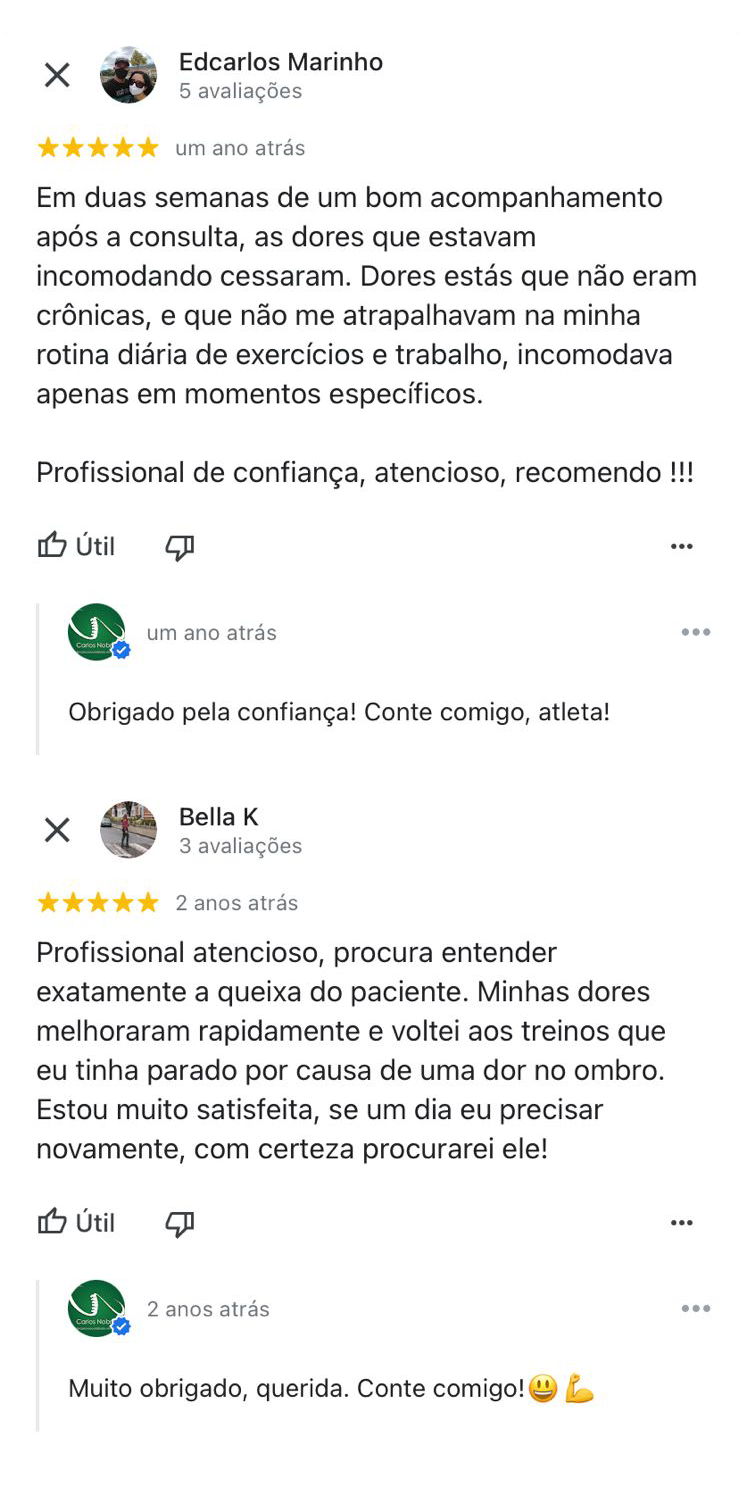 Edcarlos Marinho
5 avaliações
um ano atrás
Em duas semanas de um bom acompanhamento
após a consulta, as dores que estavam
incomodando cessaram. Dores estás que não eram
crônicas, e que não me atrapalhavam na minha
rotina diária de exercícios e trabalho, incomodava
apenas em momentos específicos.
Profissional de confiança, atencioso, recomendo !!!
Útil
Carlos
um ano atrás
Obrigado pela confiança! Conte comigo, atleta!
Bella K
3 avaliações
2 anos atrás
Profissional atencioso, procura entender
exatamente a queixa do paciente. Minhas dores
melhoraram rapidamente e voltei aos treinos que
eu tinha parado por causa de uma dor no ombro.
Estou muito satisfeita, se um dia eu precisar
novamente, com certeza procurarei ele!
Útil
Carlos
2 anos atrás
Muito obrigado, querida. Conte comigo!😃💪